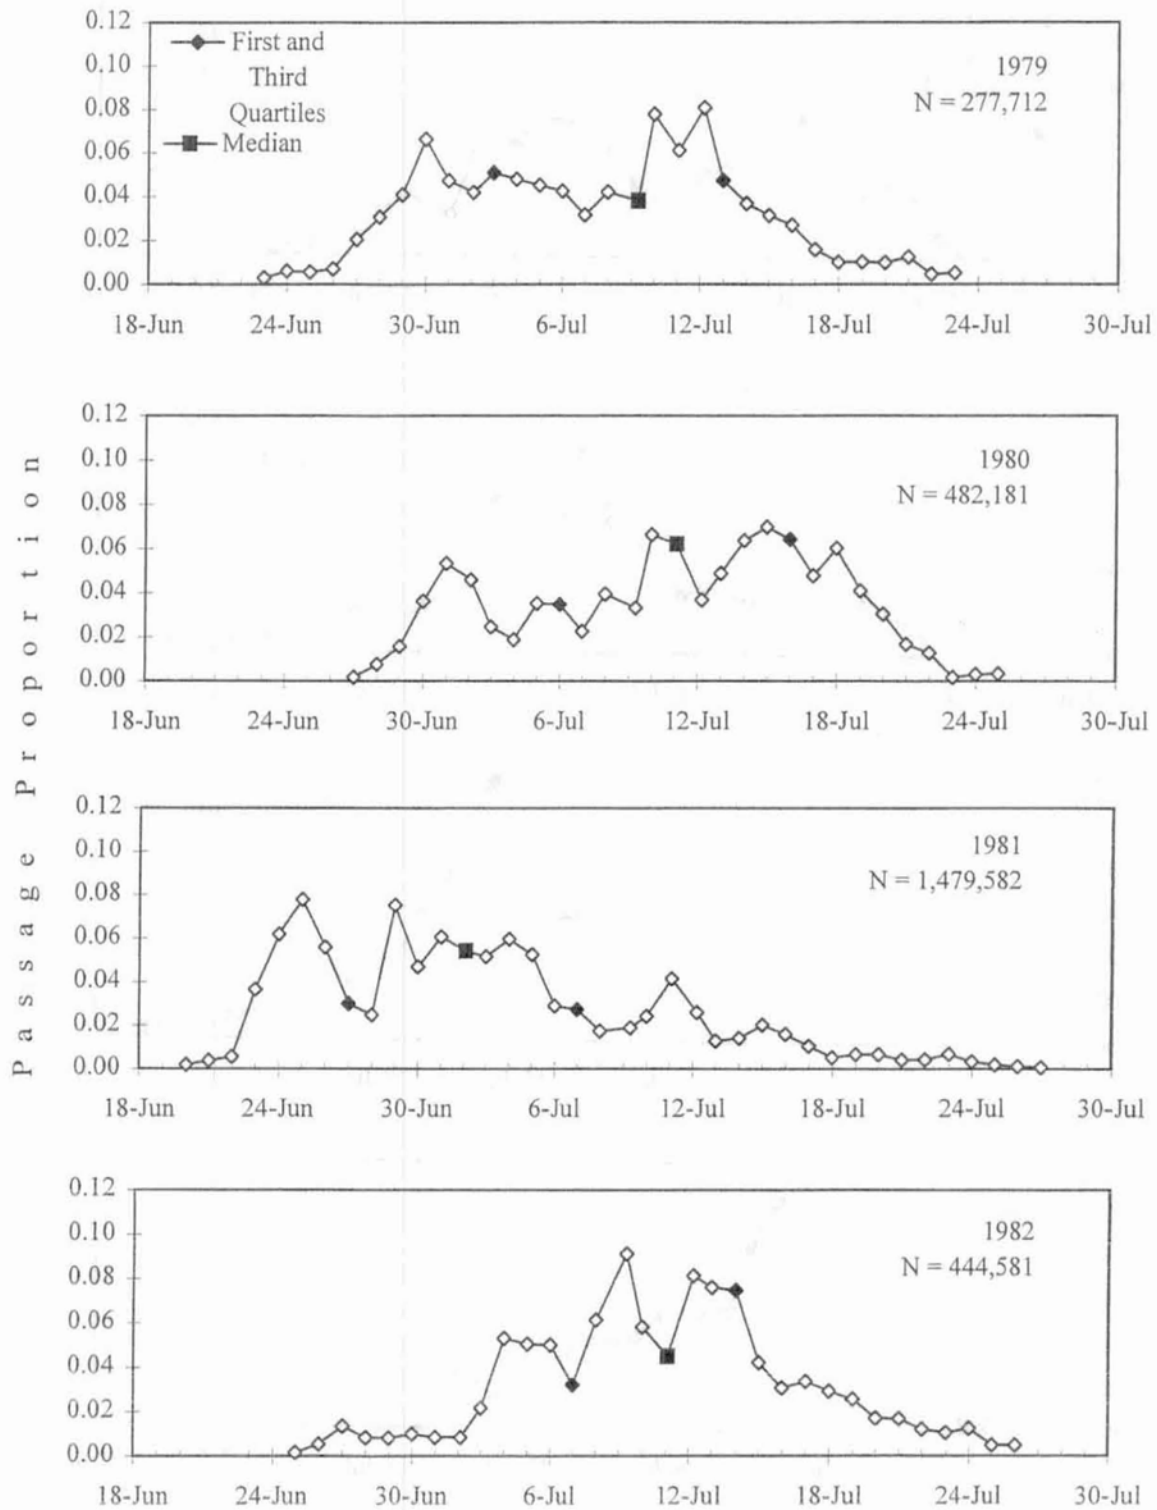 Passage Proportion
0.12
0.10
0.08
0.06
0.04
0.02
0.00
First and
Third
Quartiles
Median
1979
N = 277,712
18-Jun 24-Jun 30-Jun 6-Jul 12-Jul 18-Jul 24-Jul 30-Jul
0.12
0.10
0.08
0.06
0.04
0.02
0.00
1980
N = 482,181
18-Jun 24-Jun 30-Jun 6-Jul 12-Jul 18-Jul 24-Jul 30-Jul
0.12
0.10
0.08
0.06
0.04
0.02
0.00
1981
N = 1,479,582
18-Jun 24-Jun 30-Jun 6-Jul 12-Jul 18-Jul 24-Jul 30-Jul
0.12
0.10
0.08
0.06
0.04
0.02
0.00
1982
N = 444,581
18-Jun 24-Jun 30-Jun 6-Jul 12-Jul 18-Jul 24-Jul 30-Jul